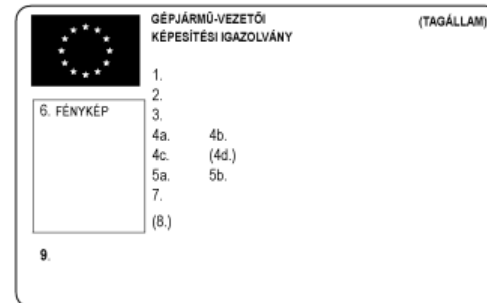 GÉPJÁRMŰ-VEZETŐI (TAGÁLLAM)
KÉPESÍTÉSI IGAZOLVÁNY
1.
2.
6. FÉNYKÉP 3.
4a. 4b.
4c. (4d.)
5a. 5b.
7.
(8.)
9.